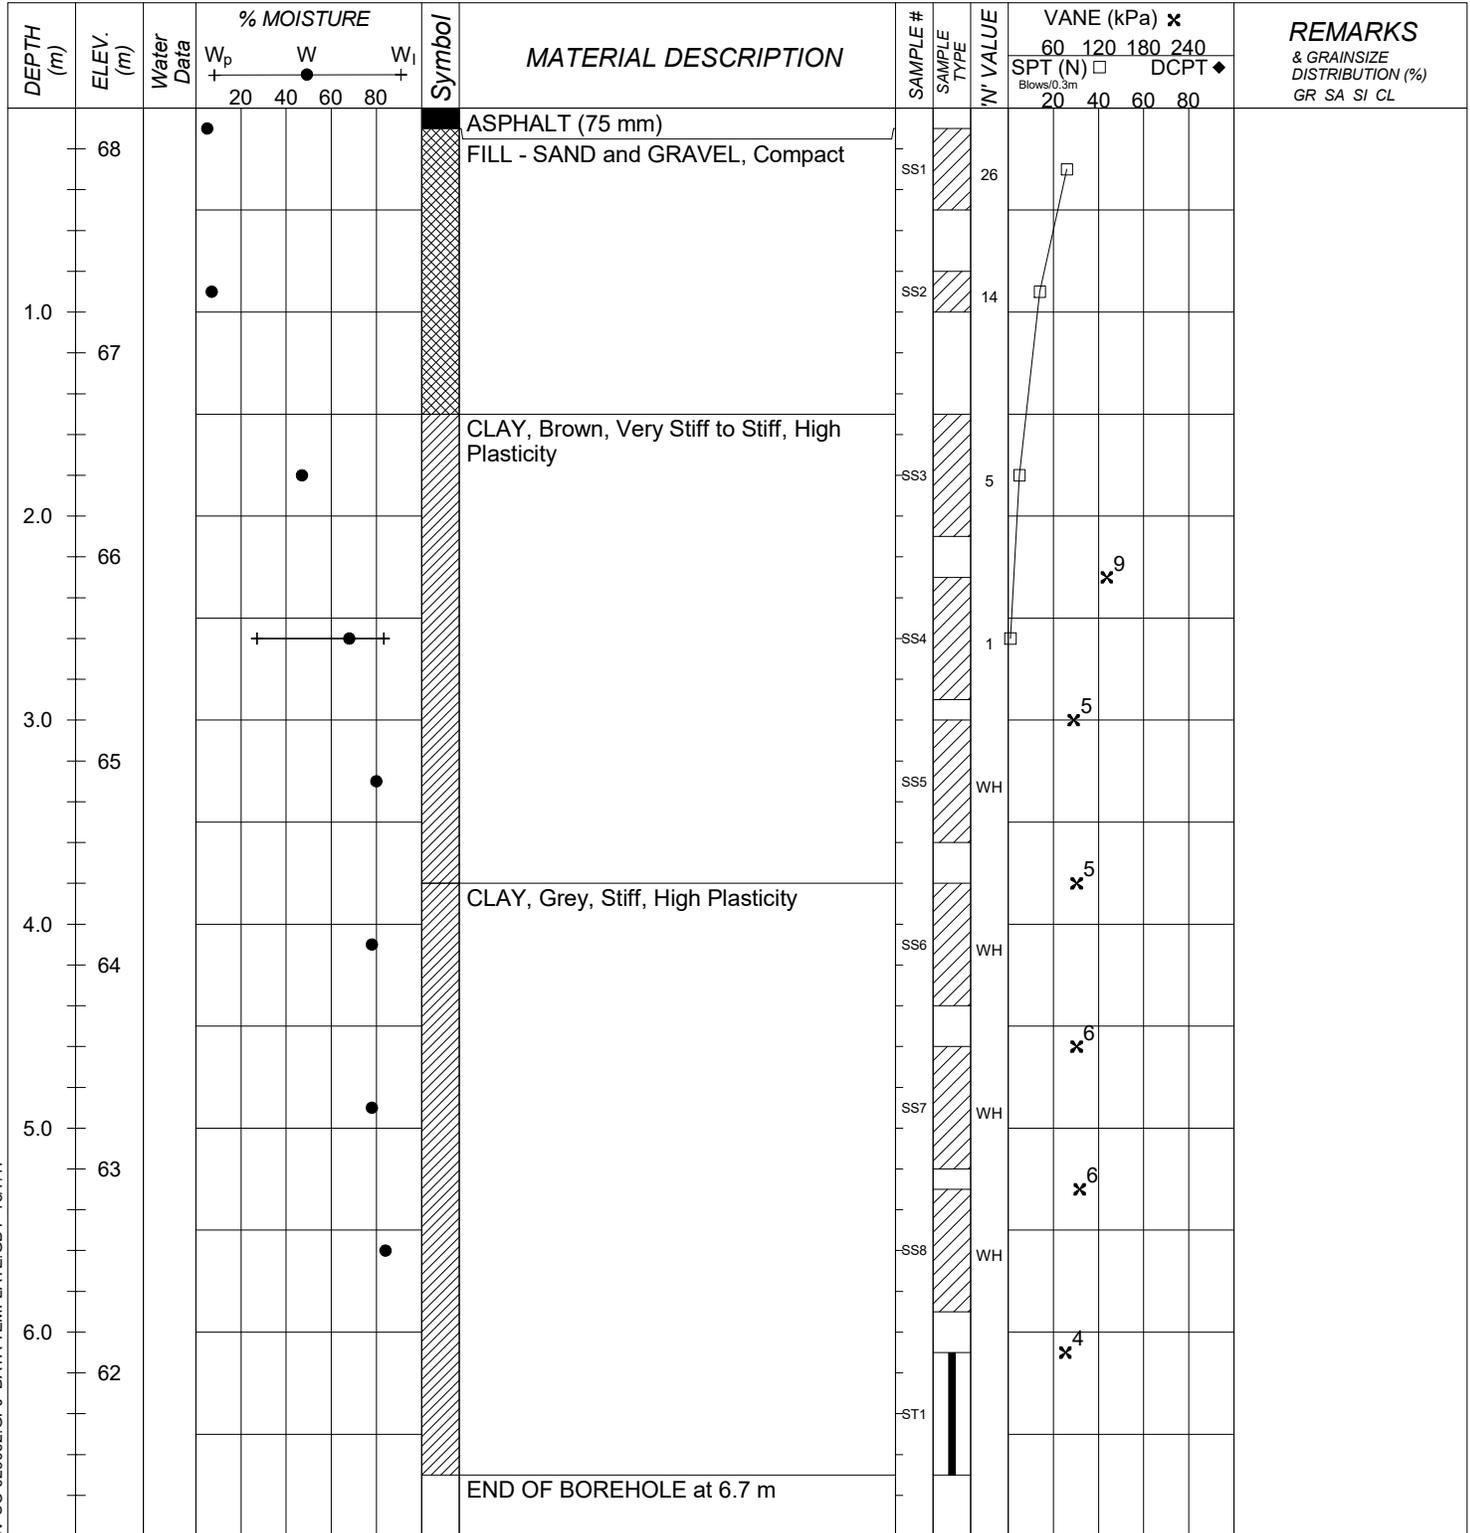 DEPTH (m)
ELEV. (m)
Water Data
% MOISTURE
Wp W Wl
20 40 60 80
Symbol
MATERIAL DESCRIPTION
SAMPLE #
SAMPLE TYPE
'N' VALUE
VANE (kPa)
60 120 180 240
SPT (N) DCPT
Blows/0.3m
20 40 60 80
REMARKS
& GRAINSIZE
DISTRIBUTION (%)
GR SA SI CL
ASPHALT (75 mm)
68
FILL - SAND and GRAVEL, Compact
SS1 26
SS2 14
1.0
67
CLAY, Brown, Very Stiff to Stiff, High
Plasticity
SS3 5
2.0
66
9
SS4 1
3.0
5
65
SS5 WH
5
CLAY, Grey, Stiff, High Plasticity
4.0
SS6 WH
64
6
SS7 WH
5.0
63
6
SS8 WH
6.0
4
62
ST1
END OF BOREHOLE at 6.7 m